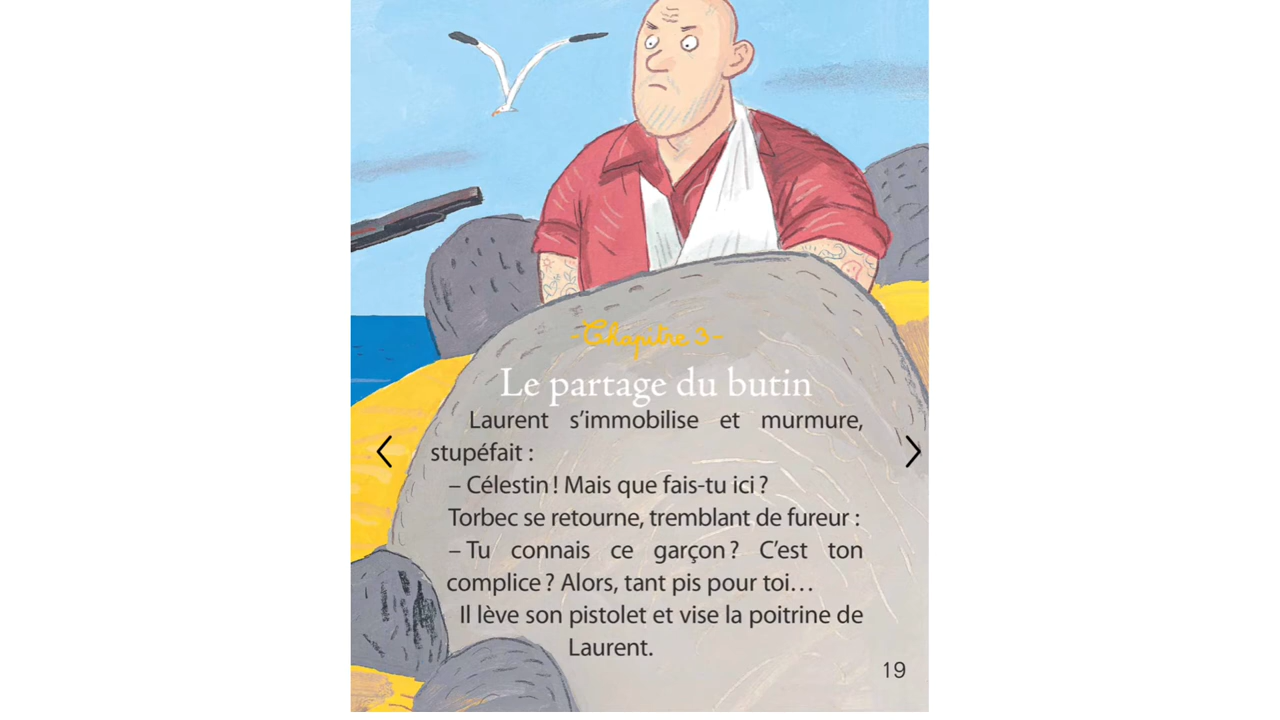 -Chapitre 3-
Le partage du butin
Laurent s’immobilise et murmure,
stupéfait :
– Célestin ! Mais que fais-tu ici ?
Torbec se retourne, tremblant de fureur :
– Tu connais ce garçon ? C’est ton
complice ? Alors, tant pis pour toi…
Il lève son pistolet et vise la poitrine de
Laurent.
19